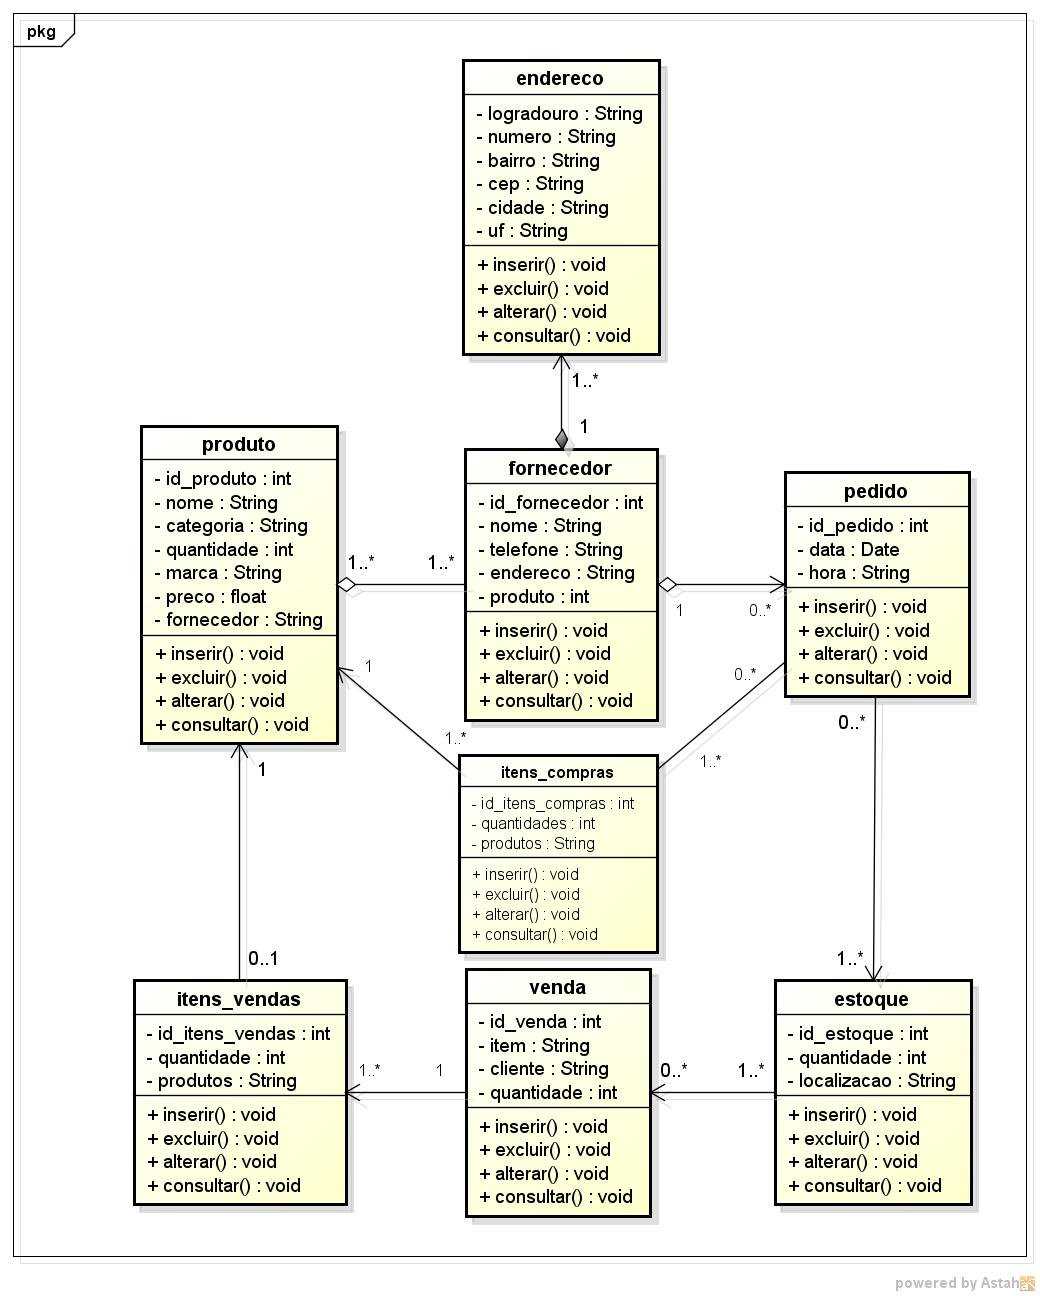 pkg
endereco
- logradouro : String
- numero : String
- bairro : String
- cep : String
- cidade : String
- uf : String
+ inserir() : void
+ excluir() : void
+ alterar() : void
+ consultar() : void
1..*
1
produto
- id_produto : int
- nome : String
- categoria : String
- quantidade : int
- marca : String
- preco : float
- fornecedor : String
+ inserir() : void
+ excluir() : void
+ alterar() : void
+ consultar() : void
1..*
1..*
fornecedor
- id_fornecedor : int
- nome : String
- telefone : String
- endereco : String
- produto : int
+ inserir() : void
+ excluir() : void
+ alterar() : void
+ consultar() : void
1
0..*
pedido
- id_pedido : int
- data : Date
- hora : String
+ inserir() : void
+ excluir() : void
+ alterar() : void
+ consultar() : void
1
1..*
0..*
1..*
itens_compras
- id_itens_compras : int
- quantidades : int
- produtos : String
+ inserir() : void
+ excluir() : void
+ alterar() : void
+ consultar() : void
1
0..1
0..*
1..*
itens_vendas
- id_itens_vendas : int
- quantidade : int
- produtos : String
+ inserir() : void
+ excluir() : void
+ alterar() : void
+ consultar() : void
1..*
1
venda
- id_venda : int
- item : String
- cliente : String
- quantidade : int
+ inserir() : void
+ excluir() : void
+ alterar() : void
+ consultar() : void
0..*
1..*
estoque
- id_estoque : int
- quantidade : int
- localizacao : String
+ inserir() : void
+ excluir() : void
+ alterar() : void
+ consultar() : void
powered by Astah